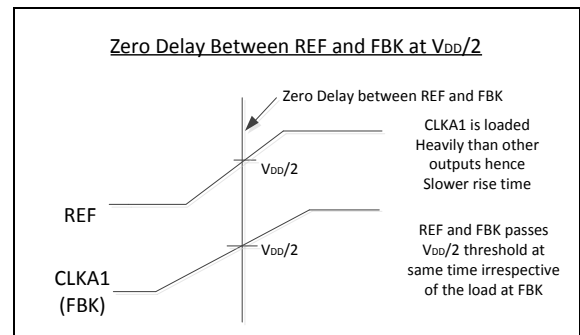 Zero Delay Between REF and FBK at VDD/2
Zero Delay between REF and FBK
CLKA1 is loaded
Heavily than other
outputs hence
Slower rise time
VDD/2
REF
REF and FBK passes
VDD/2 threshold at
same time irrespective
of the load at FBK
VDD/2
CLKA1
(FBK)